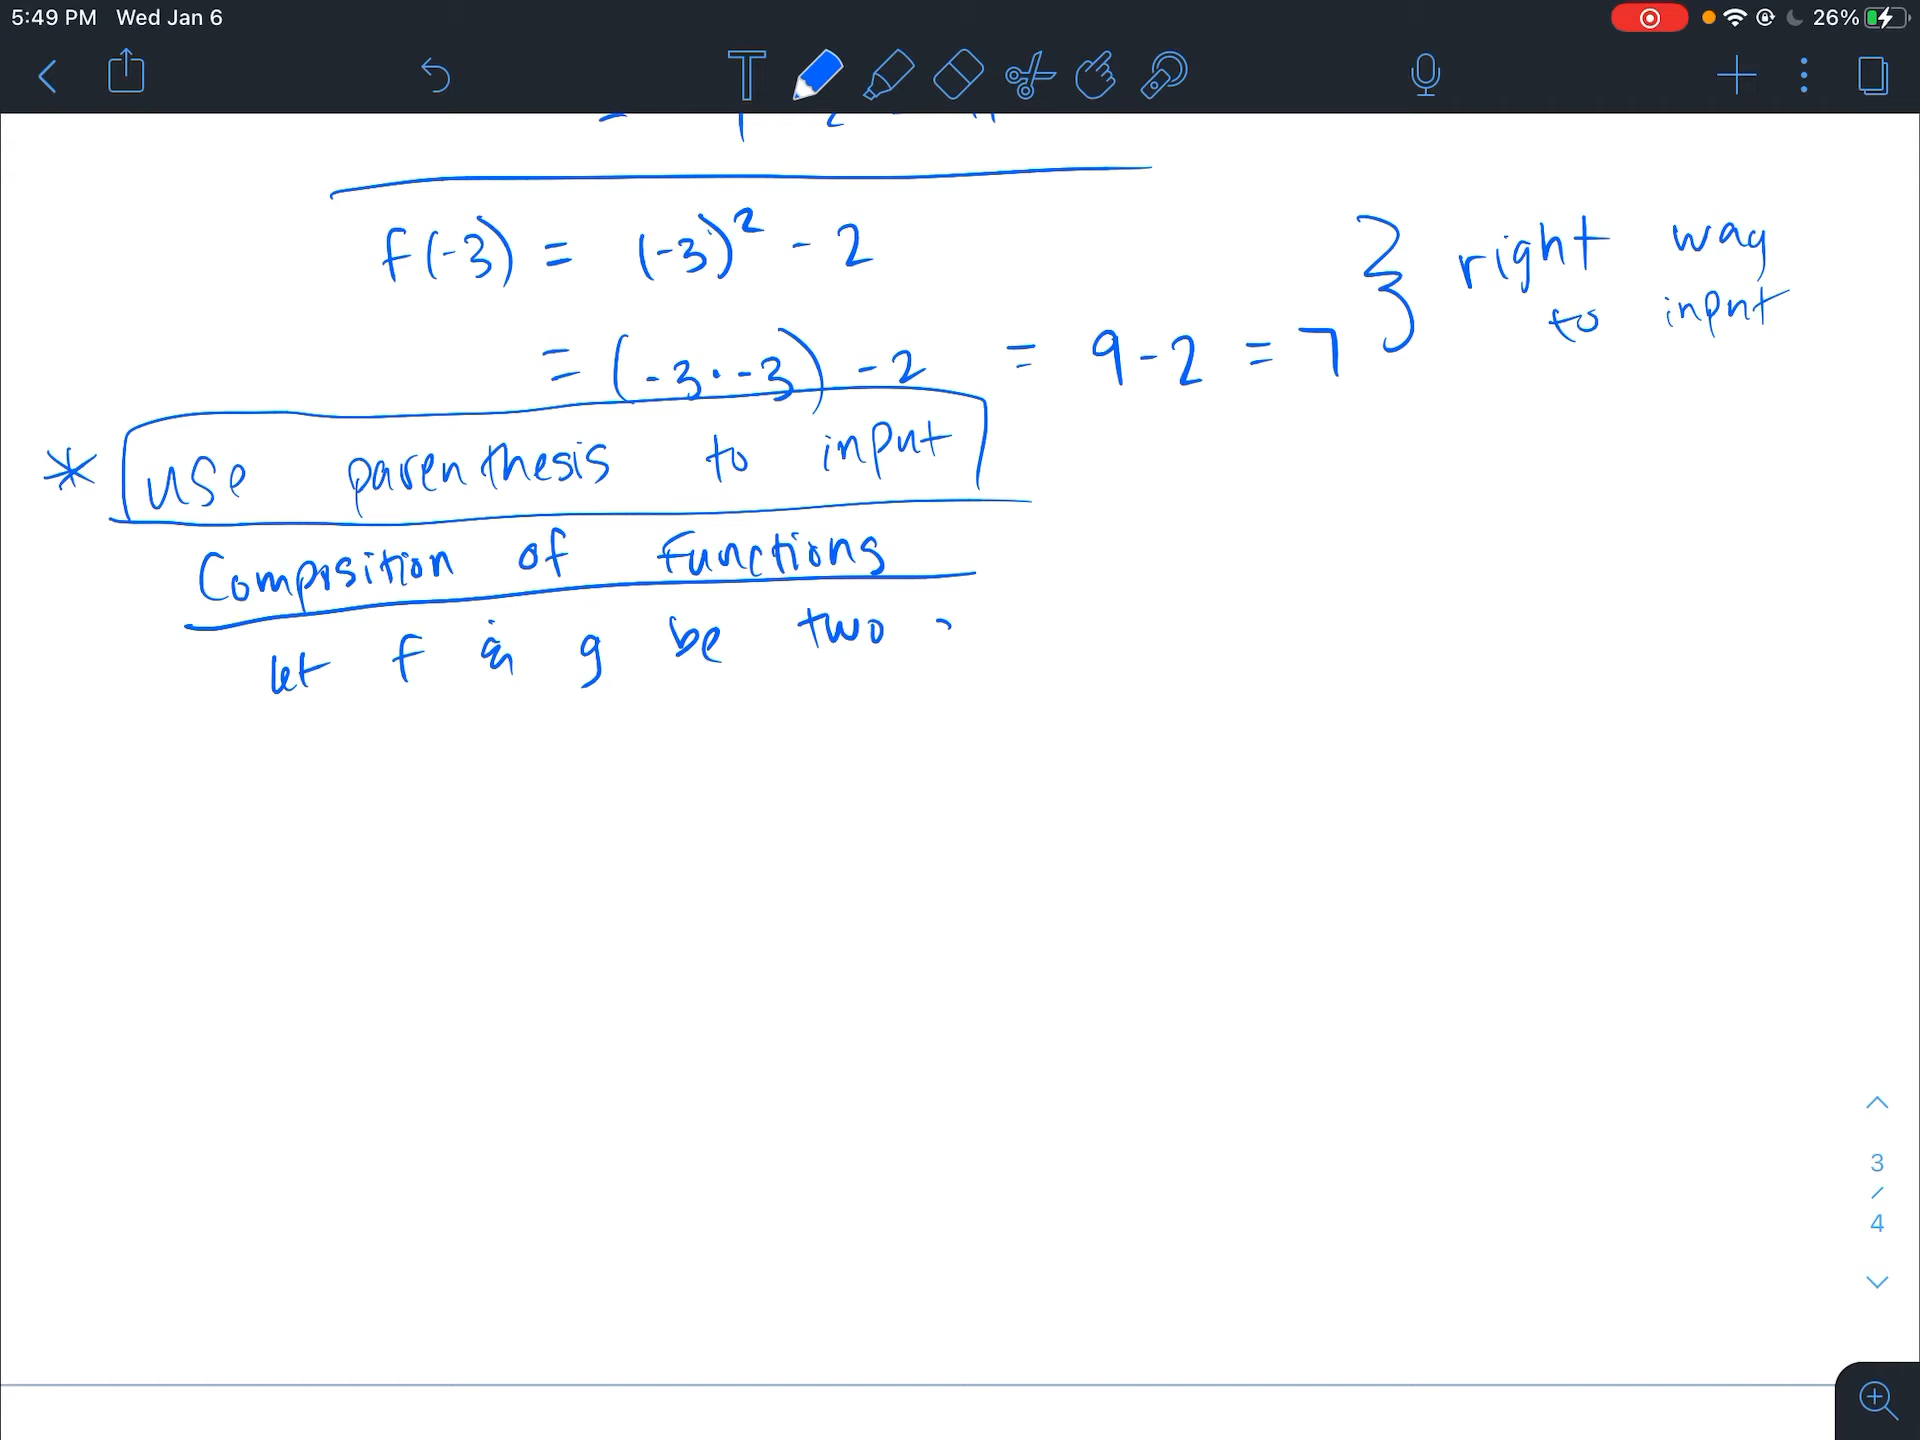 5:49 PM Wed Jan 6
26%
T
f(-3) = (-3)² - 2
= (-3·-3) - 2 = 9-2 = 7
} right way
to input
* use parenthesis to input
Composition of Functions
let f & g be two
3
/
4